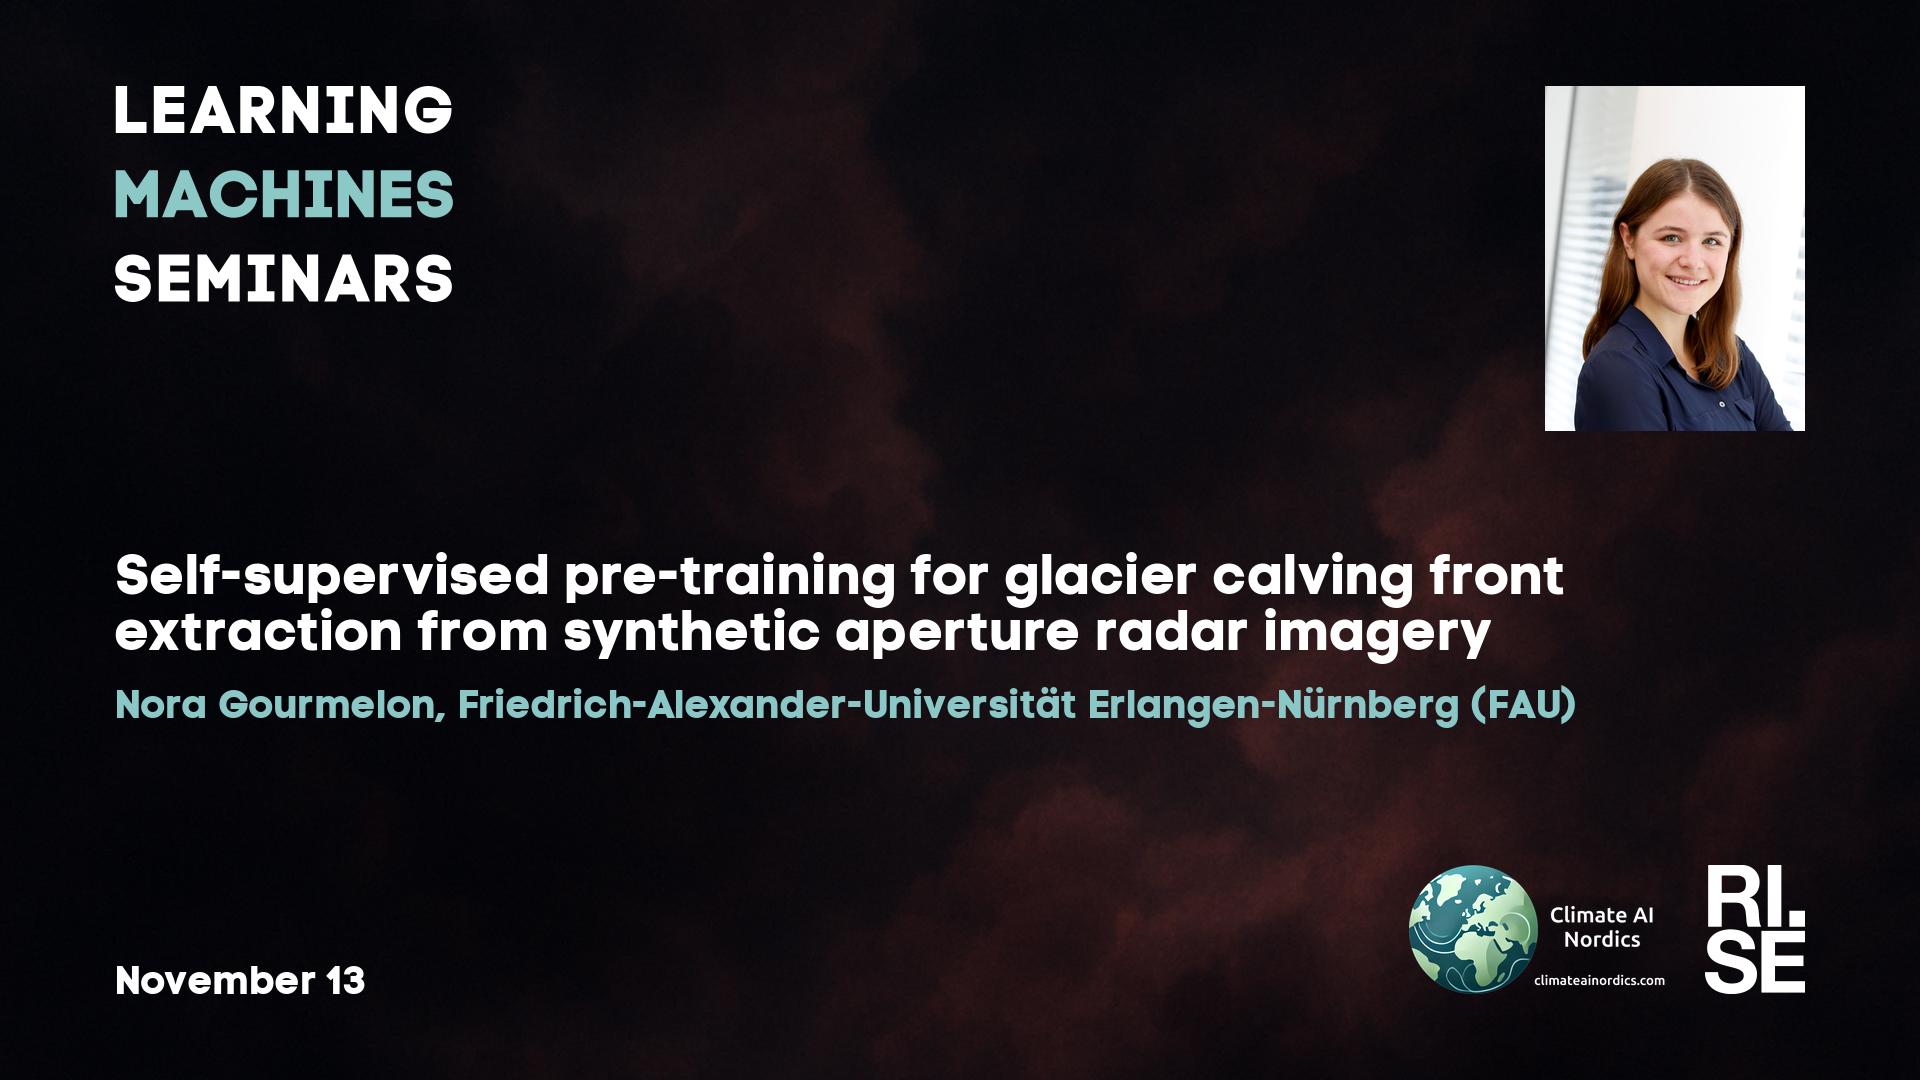 LEARNING
MACHINES
SEMINARS
Self-supervised pre-training for glacier calving front
extraction from synthetic aperture radar imagery
Nora Gourmelon, Friedrich-Alexander-Universität Erlangen-Nürnberg (FAU)
November 13
Climate AI
Nordics
climateainordics.com
RI.
SE